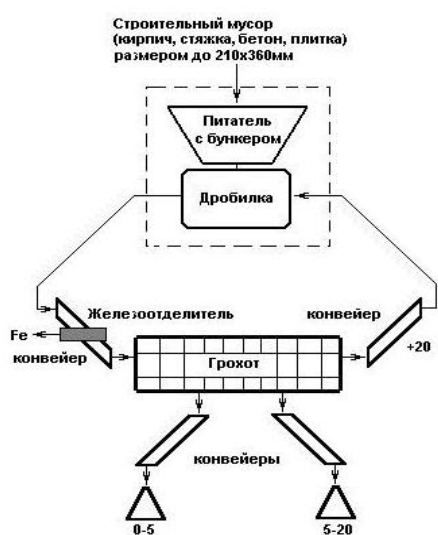 Строительный мусор
(кирпич, стяжка, бетон, плитка)
размером до 210х360мм
Питатель
с бункером
Дробилка
Железоотделитель
конвейер
Fe
конвейер
Грохот
+20
конвейеры
0-5
5-20